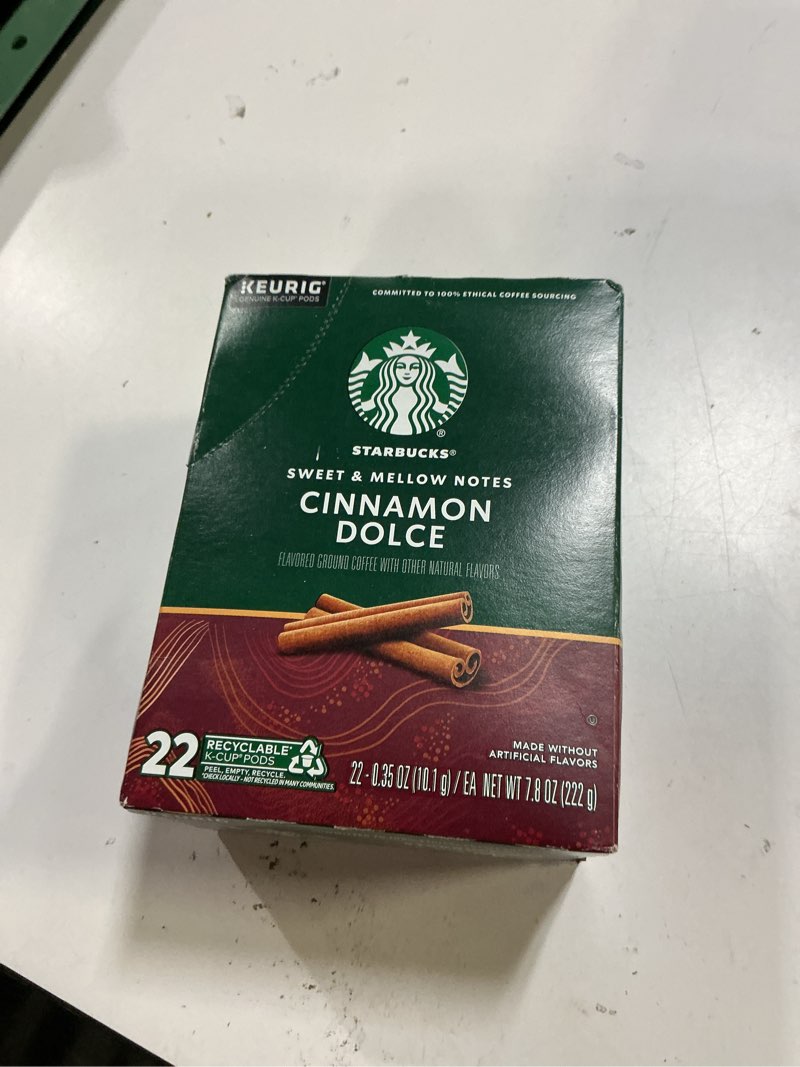 KEURIG®
GENUINE K-CUP® PODS
COMMITTED TO 100% ETHICAL COFFEE SOURCING
®
STARBUCKS®
SWEET & MELLOW NOTES
CINNAMON
DOLCE
FLAVORED GROUND COFFEE WITH OTHER NATURAL FLAVORS
U
MADE WITHOUT
ARTIFICIAL FLAVORS
22 RECYCLABLE*
K-CUP® PODS
PEEL, EMPTY, RECYCLE.
*CHECK LOCALLY - NOT RECYCLED IN MANY COMMUNITIES.
22 - 0.35 OZ (10.1 g) / EA NET WT 7.8 OZ (222 g)